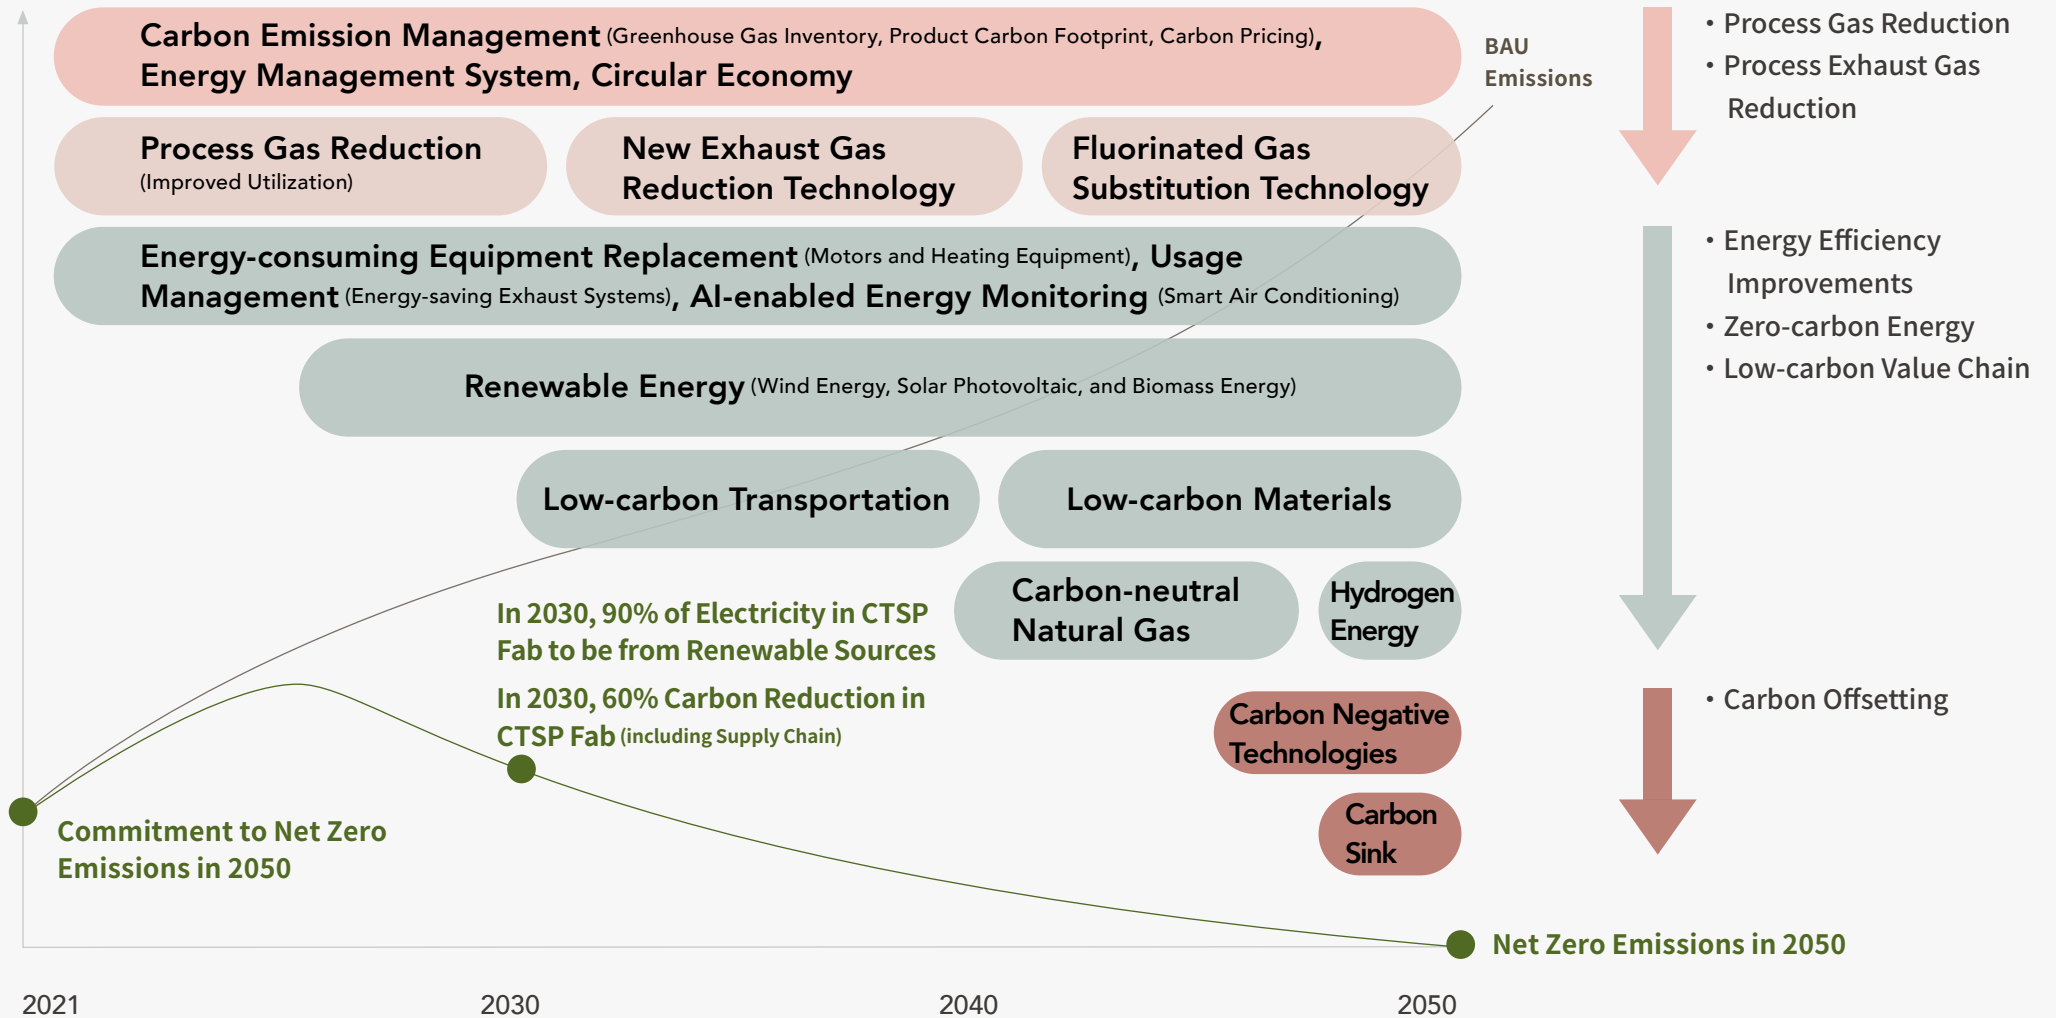 Carbon Emission Management (Greenhouse Gas Inventory, Product Carbon Footprint, Carbon Pricing),
Energy Management System, Circular Economy
Process Gas Reduction
(Improved Utilization)
New Exhaust Gas
Reduction Technology
Fluorinated Gas
Substitution Technology
Energy-consuming Equipment Replacement (Motors and Heating Equipment), Usage
Management (Energy-saving Exhaust Systems), AI-enabled Energy Monitoring (Smart Air Conditioning)
Renewable Energy (Wind Energy, Solar Photovoltaic, and Biomass Energy)
Low-carbon Transportation
Low-carbon Materials
Carbon-neutral
Natural Gas
Hydrogen
Energy
Carbon Negative
Technologies
Carbon
Sink
BAU
Emissions
In 2030, 90% of Electricity in CTSP
Fab to be from Renewable Sources
In 2030, 60% Carbon Reduction in
CTSP Fab (including Supply Chain)
Commitment to Net Zero
Emissions in 2050
Net Zero Emissions in 2050
2021
2030
2040
2050
・Process Gas Reduction
・Process Exhaust Gas
Reduction
・Energy Efficiency
Improvements
・Zero-carbon Energy
・Low-carbon Value Chain
・Carbon Offsetting